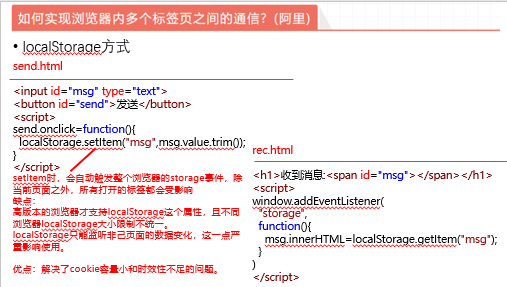 如何实现浏览器内多个标签页之间的通信?(阿里)
• localStorage方式
send.html
<input id="msg" type="text">
<button id="send">发送</button>
<script>
send.onclick=function(){
localStorage.setItem("msg",msg.value.trim());
}
</script>
setItem时，会自动触发整个浏览器的storage事件，除
当前页面之外，所有打开的标签都会受影响
缺点：
高版本的浏览器才支持localStorage这个属性，且不同
浏览器localStorage大小限制不统一。
localStorage只能监听非己页面的数据变化，这一点严
重影响使用。
优点：解决了cookie容量小和时效性不足的问题。
rec.html
<h1>收到消息:<span id="msg"></span></h1>
<script>
window.addEventListener(
"storage",
function(){
msg.innerHTML=localStorage.getItem("msg");
}
)
</script>